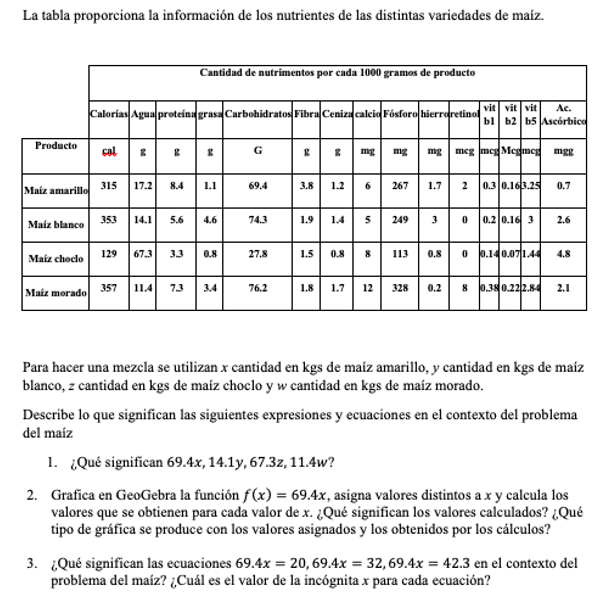 La tabla proporciona la información de los nutrientes de las distintas variedades de maíz.
Cantidad de nutrimentos por cada 1000 gramos de producto
Calorías Agua proteína grasa Carbohidratos Fibra Ceniza calcio Fósforo hierro retinol vit b1 vit b2 vit b5 Ac. Ascórbico
Producto cal g g g G g g mg mg mg mcg mcg Mcg mcg mgg
Maíz amarillo 315 17.2 8.4 1.1 69.4 3.8 1.2 6 267 1.7 2 0.3 0.16 3.25 0.7
Maíz blanco 353 14.1 5.6 4.6 74.3 1.9 1.4 5 249 3 0 0.2 0.16 3 2.6
Maíz choclo 129 67.3 3.3 0.8 27.8 1.5 0.8 8 113 0.8 0 0.14 0.07 1.44 4.8
Maíz morado 357 11.4 7.3 3.4 76.2 1.8 1.7 12 328 0.2 8 0.38 0.22 2.84 2.1
Para hacer una mezcla se utilizan x cantidad en kgs de maíz amarillo, y cantidad en kgs de maíz
blanco, z cantidad en kgs de maíz choclo y w cantidad en kgs de maíz morado.
Describe lo que significan las siguientes expresiones y ecuaciones en el contexto del problema
del maíz
1. ¿Qué significan 69.4x, 14.1y, 67.3z, 11.4w?
2. Grafica en GeoGebra la función f(x) = 69.4x, asigna valores distintos a x y calcula los
valores que se obtienen para cada valor de x. ¿Qué significan los valores calculados? ¿Qué
tipo de gráfica se produce con los valores asignados y los obtenidos por los cálculos?
3. ¿Qué significan las ecuaciones 69.4x = 20, 69.4x = 32, 69.4x = 42.3 en el contexto del
problema del maíz? ¿Cuál es el valor de la incógnita x para cada ecuación?